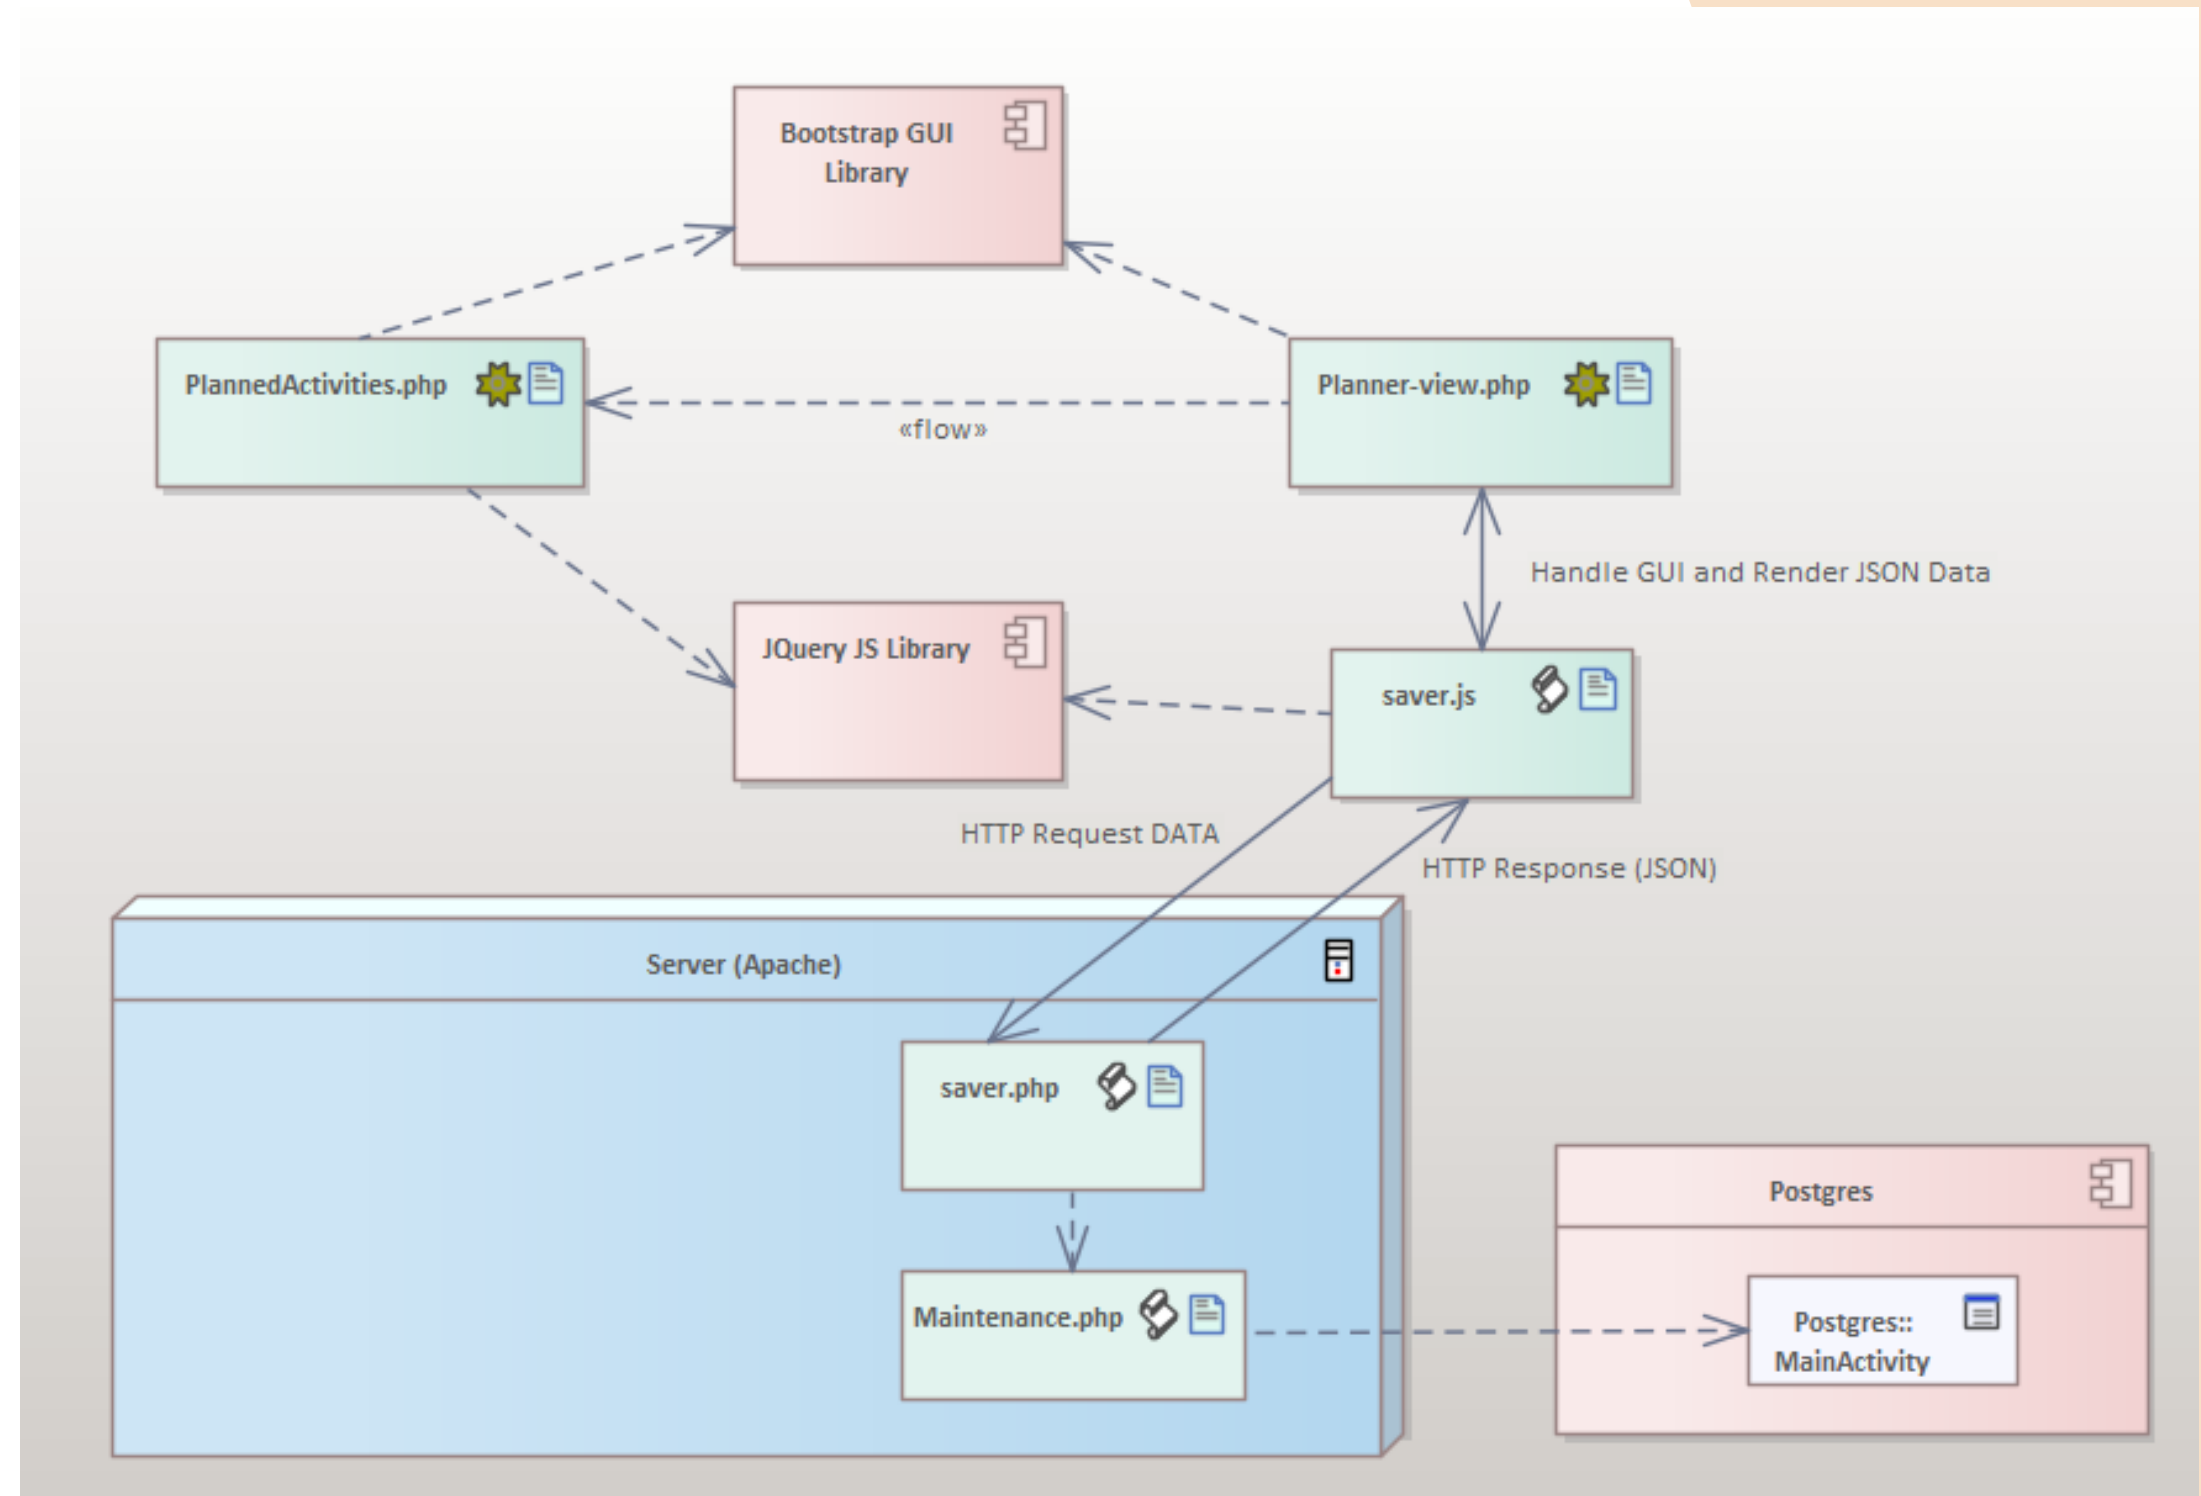 Bootstrap GUI
Library
PlannedActivities.php
Planner-view.php
«flow»
Handle GUI and Render JSON Data
JQuery JS Library
saver.js
HTTP Request DATA
HTTP Response (JSON)
Server (Apache)
saver.php
Postgres
Maintenance.php
Postgres::
MainActivity